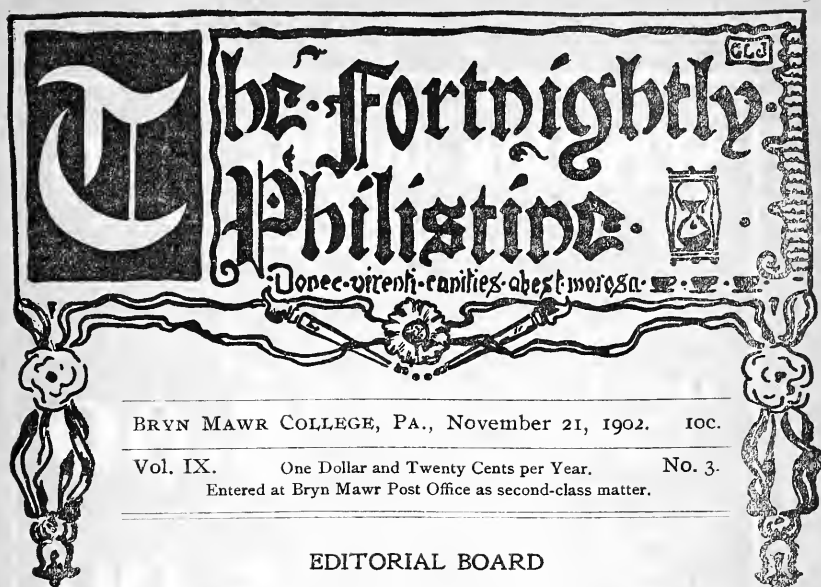 The · Fortnightly ·
Philistine ·
· Donec · virenti · canities · abest · morosa ·
CLJ
BRYN MAWR COLLEGE, PA., November 21, 1902. 10c.
Vol. IX. One Dollar and Twenty Cents per Year. No. 3.
Entered at Bryn Mawr Post Office as second-class matter.
EDITORIAL BOARD